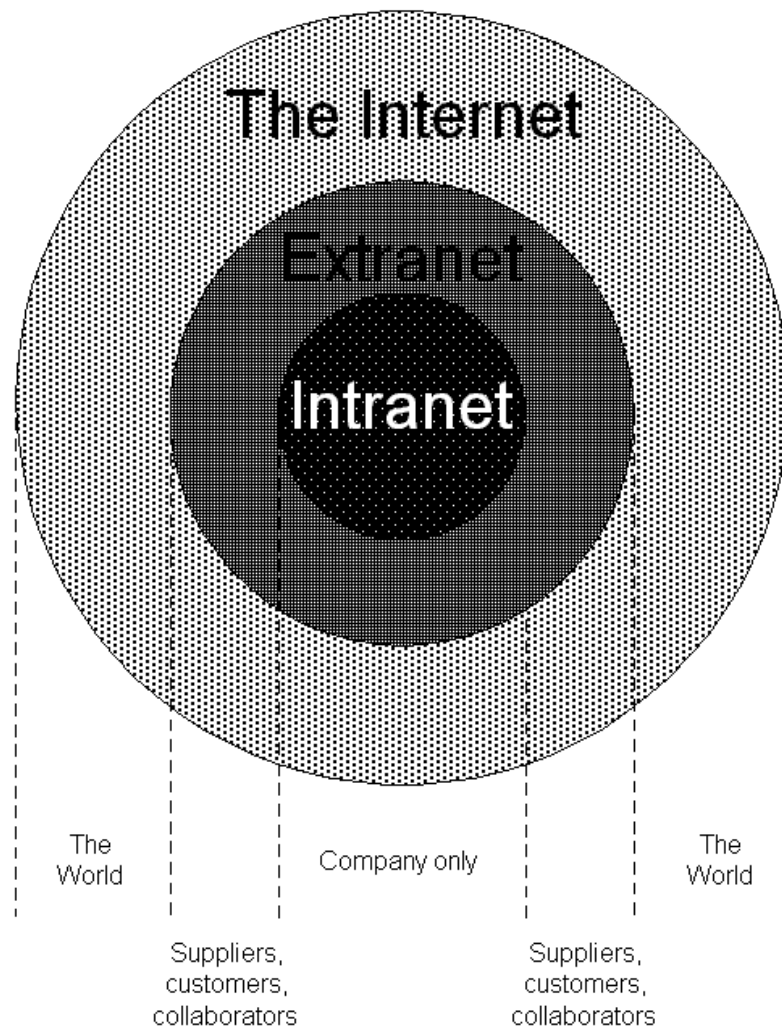 The Internet
Extranet
Intranet
The
World
Company only
The
World
Suppliers,
customers,
collaborators
Suppliers,
customers,
collaborators